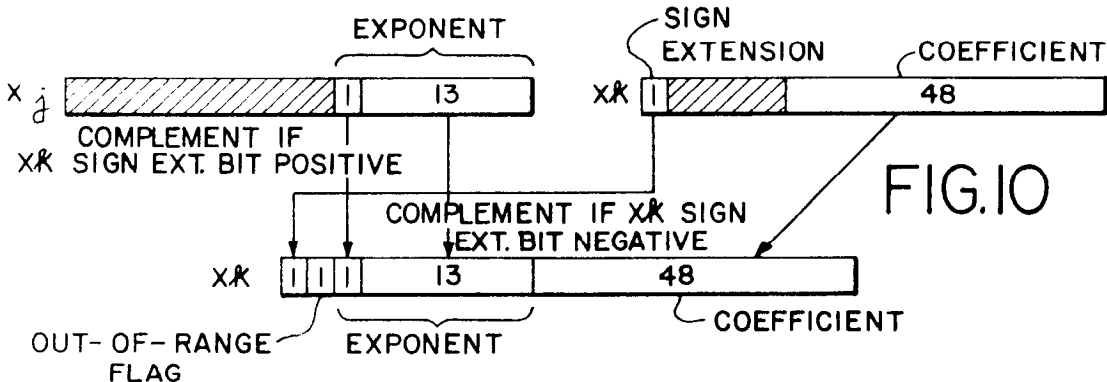 EXPONENT
SIGN
EXTENSION
COEFFICIENT
X j
1 13
Xk 1
48
COMPLEMENT IF
Xk SIGN EXT. BIT POSITIVE
COMPLEMENT IF Xk SIGN
EXT. BIT NEGATIVE
FIG.10
Xk 1 1 1 13 48
OUT-OF-RANGE
FLAG
EXPONENT
COEFFICIENT